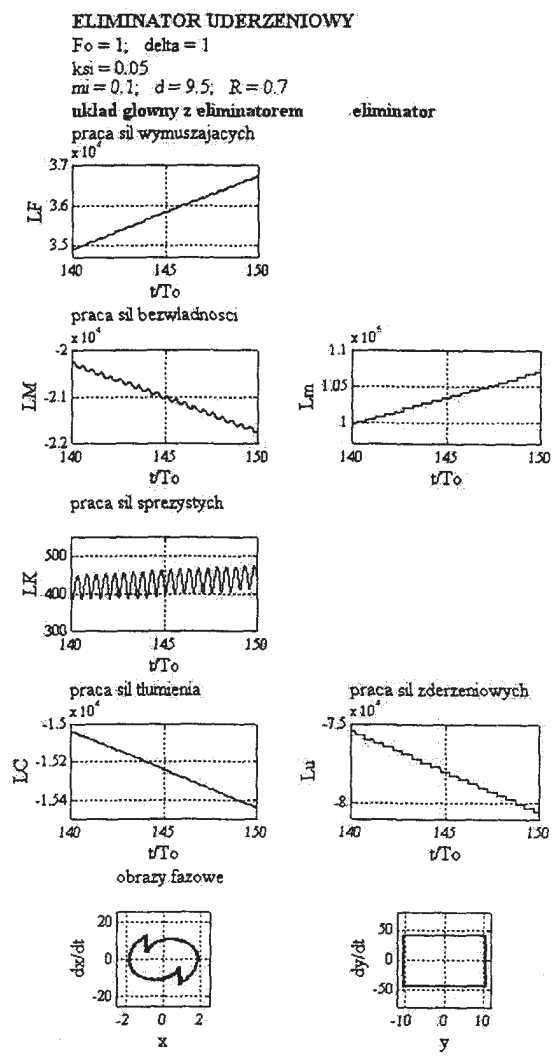 ELIMINATOR UDERZENIOWY
Fo = 1; delta = 1
ksi = 0.05
mi = 0.1; d = 9.5; R = 0.7
uklad glowny z eliminatorem eliminator
praca sil wymuszajacych
x 10^4
3.7
3.6
3.5
LF
140 145 150
t/To
praca sil bezwladnosci
x 10^4
-2
-2.1
-2.2
LM
140 145 150
t/To
1.1
1.05
1
Lm
140 145 150
t/To
praca sil sprezystych
500
400
300
LK
140 145 150
t/To
praca sil tlumienia
x 10^4
-1.5
-1.52
-1.54
LC
140 145 150
t/To
praca sil zderzeniowych
-7.5
-8
Lu
140 145 150
t/To
obrazy fazowe
20
0
-20
dx/dt
-2 0 2
x
50
0
-50
dy/dt
-10 0 10
y